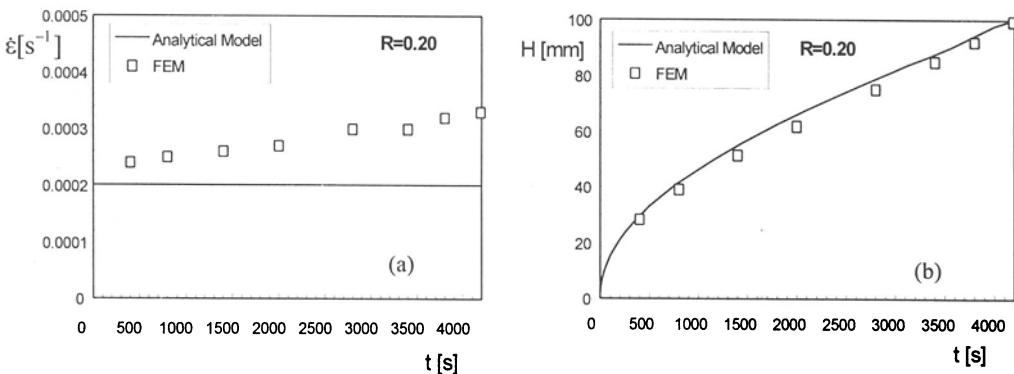 0.0005
ε̇[s⁻¹]
Analytical Model
FEM
R=0.20
0.0004
0.0003
0.0002
0.0001
0
(a)
0 500 1000 1500 2000 2500 3000 3500 4000
t [s]
100
H [mm]
Analytical Model
FEM
R=0.20
80
60
40
20
0
(b)
0 500 1000 1500 2000 2500 3000 3500 4000
t [s]